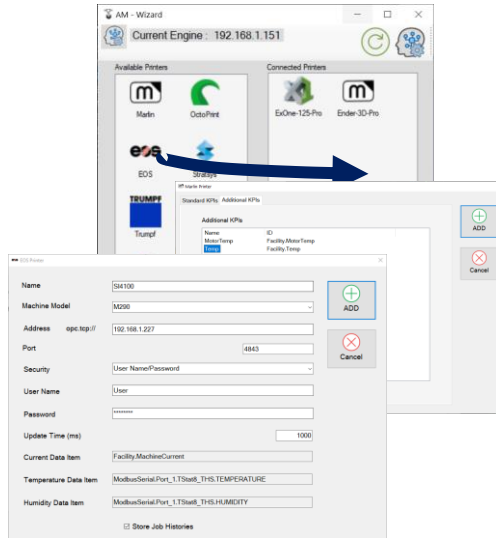 AM - Wizard
Current Engine : 192.168.1.151
Available Printers
Connected Printers
Marlin
OctoPrint
ExOne-125-Pro
Ender-3D-Pro
eos
EOS
Stratsys
TRUMPF
Trumpf
Marlin Printer
Standard KPIs
Additional KPIs
Additional KPIs
Name ID
MotorTemp Facility.MotorTemp
Temp Facility.Temp
ADD
Cancel
EOS Printer
Name SI4100
Machine Model M290
Address opc.tcp:// 192.168.1.227
Port 4843
Security User Name/Password
User Name User
Password ********
Update Time (ms) 1000
Current Data Item Facility.MachineCurrent
Temperature Data Item ModbusSerial.Port_1.TStat8_THS.TEMPERATURE
Humidity Data Item ModbusSerial.Port_1.TStat8_THS.HUMIDITY
Store Job Histories
ADD
Cancel